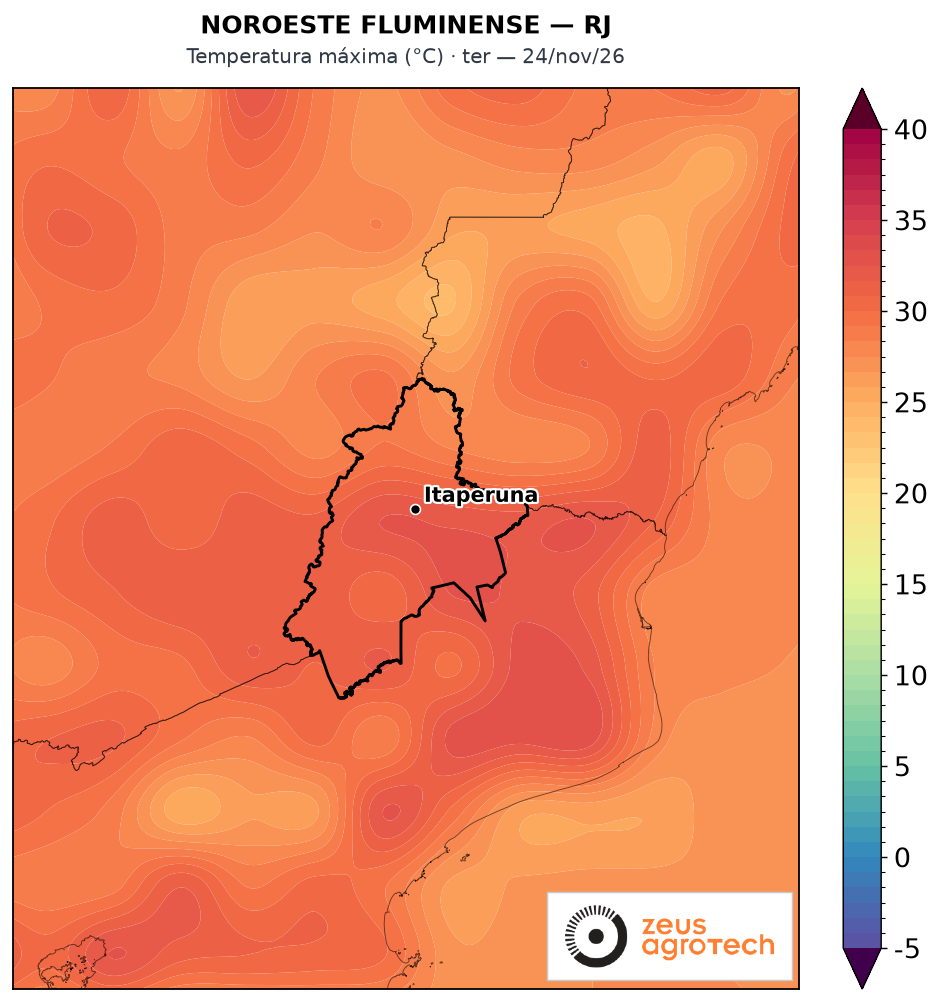 NOROESTE FLUMINENSE — RJ
Temperatura máxima (°C) · ter — 24/nov/26
Itaperuna
40
35
30
25
20
15
10
5
0
-5
zeus
agrotech